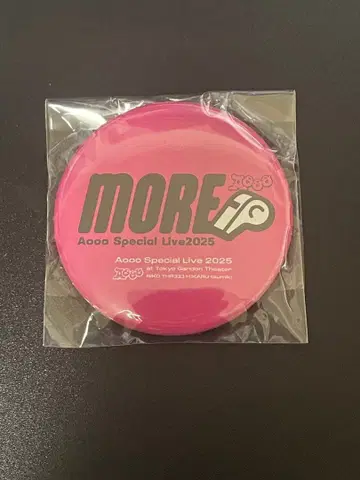 Aooo
MORE
Aooo Special Live2025
Aooo Special Live 2025
Aooo
at Tokyo Garden Theater